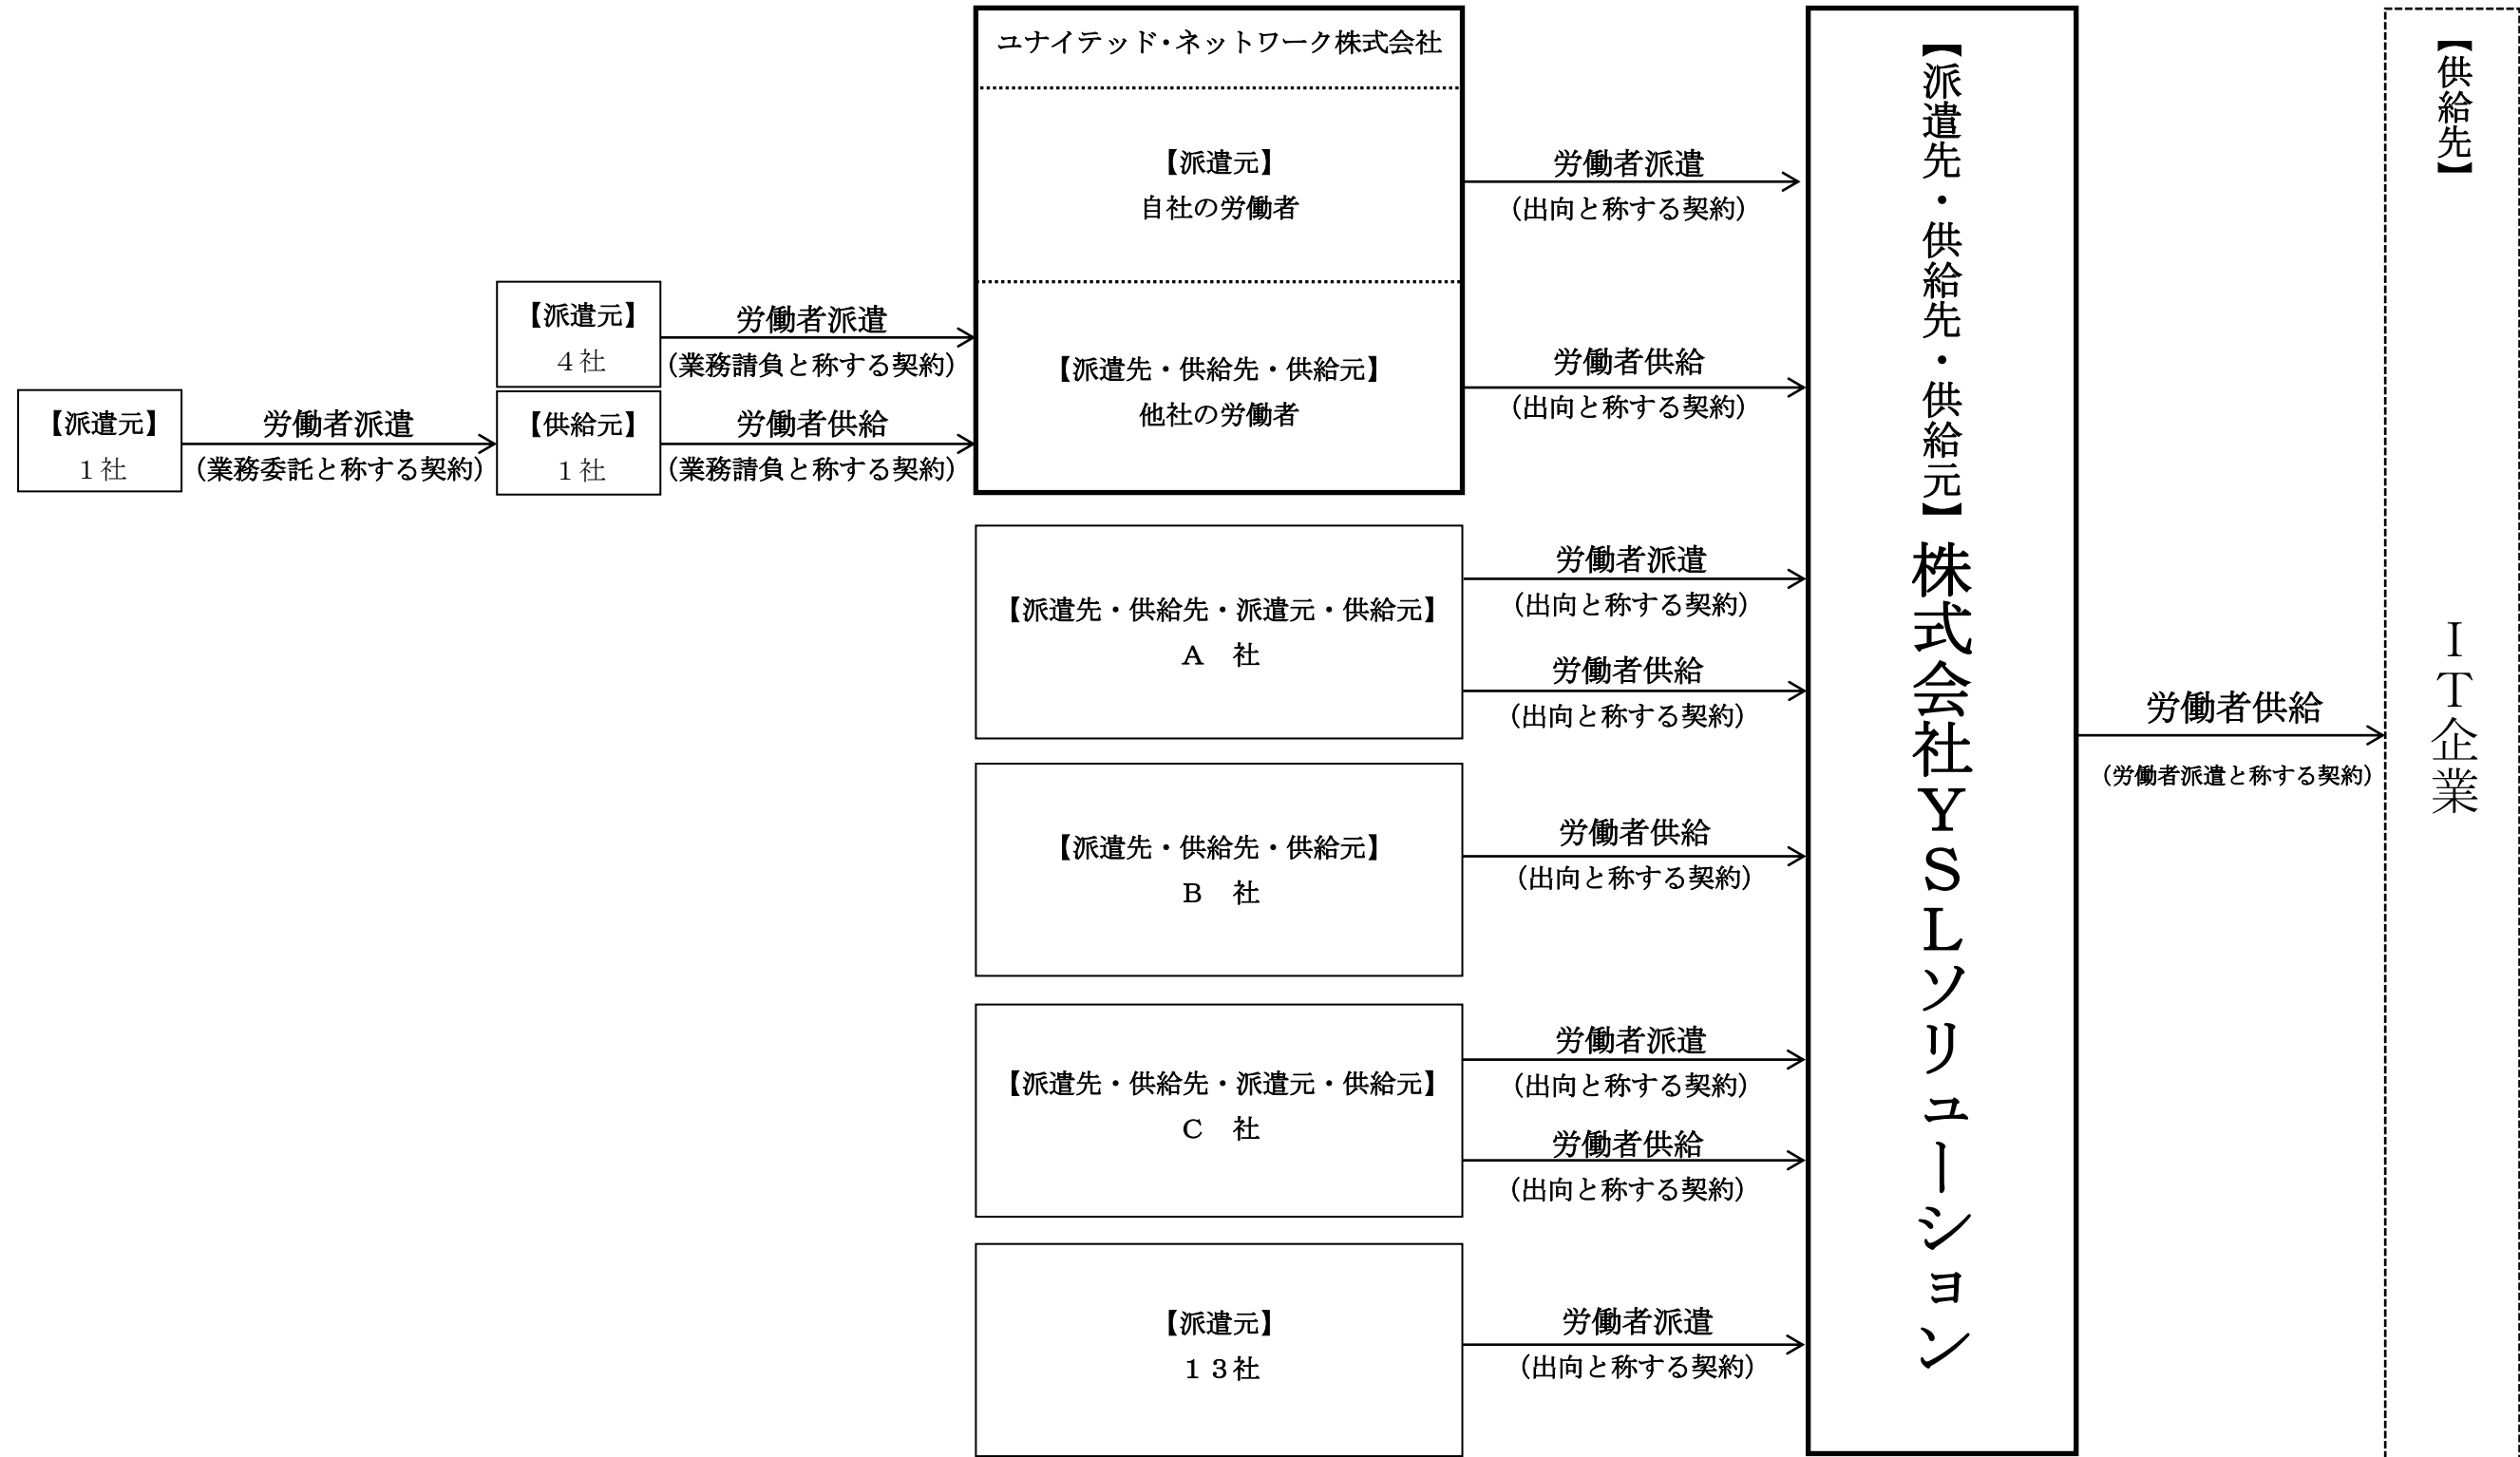 ユナイテッド・ネットワーク株式会社
【派遣元】
自社の労働者
労働者派遣
（出向と称する契約）
【派遣元】
４社
労働者派遣
（業務請負と称する契約）
【派遣先・供給先・供給元】
他社の労働者
労働者供給
（出向と称する契約）
【派遣元】
１社
労働者派遣
（業務委託と称する契約）
【供給元】
１社
労働者供給
（業務請負と称する契約）
【派遣先・供給先・派遣元・供給元】
Ａ　社
労働者派遣
（出向と称する契約）
労働者供給
（出向と称する契約）
【派遣先・供給先・供給元】
Ｂ　社
労働者供給
（出向と称する契約）
【派遣先・供給先・派遣元・供給元】
Ｃ　社
労働者派遣
（出向と称する契約）
労働者供給
（出向と称する契約）
【派遣元】
１３社
労働者派遣
（出向と称する契約）
【派遣先・供給先・供給元】株式会社ＹＳＬソリューション
労働者供給
（労働者派遣と称する契約）
【供給先】
ＩＴ企業